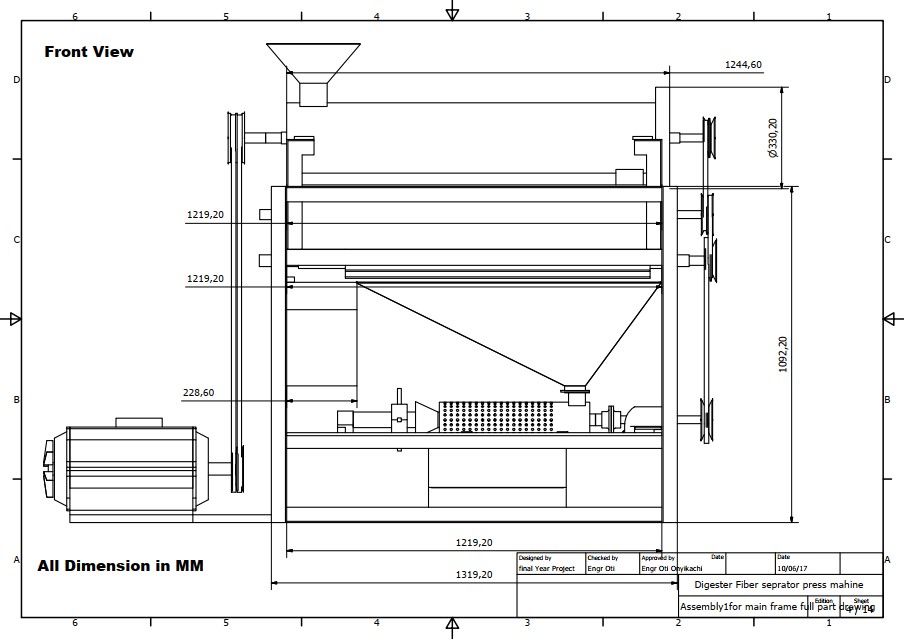 6 5 4 3 2 1
Front View
1244,60
D D
Ø330,20
1219,20
C C
1219,20
1092,20
228,60
B B
1219,20
All Dimension in MM
A A
1319,20
Designed by Checked by Approved by Date Date
final Year Project Engr Oti Engr Oti Onyikachi 10/06/17
Digester Fiber seprator press mahine
Assembly1for main frame full part drawing
Edition Sheet
/ 14
6 5 4 3 2 1